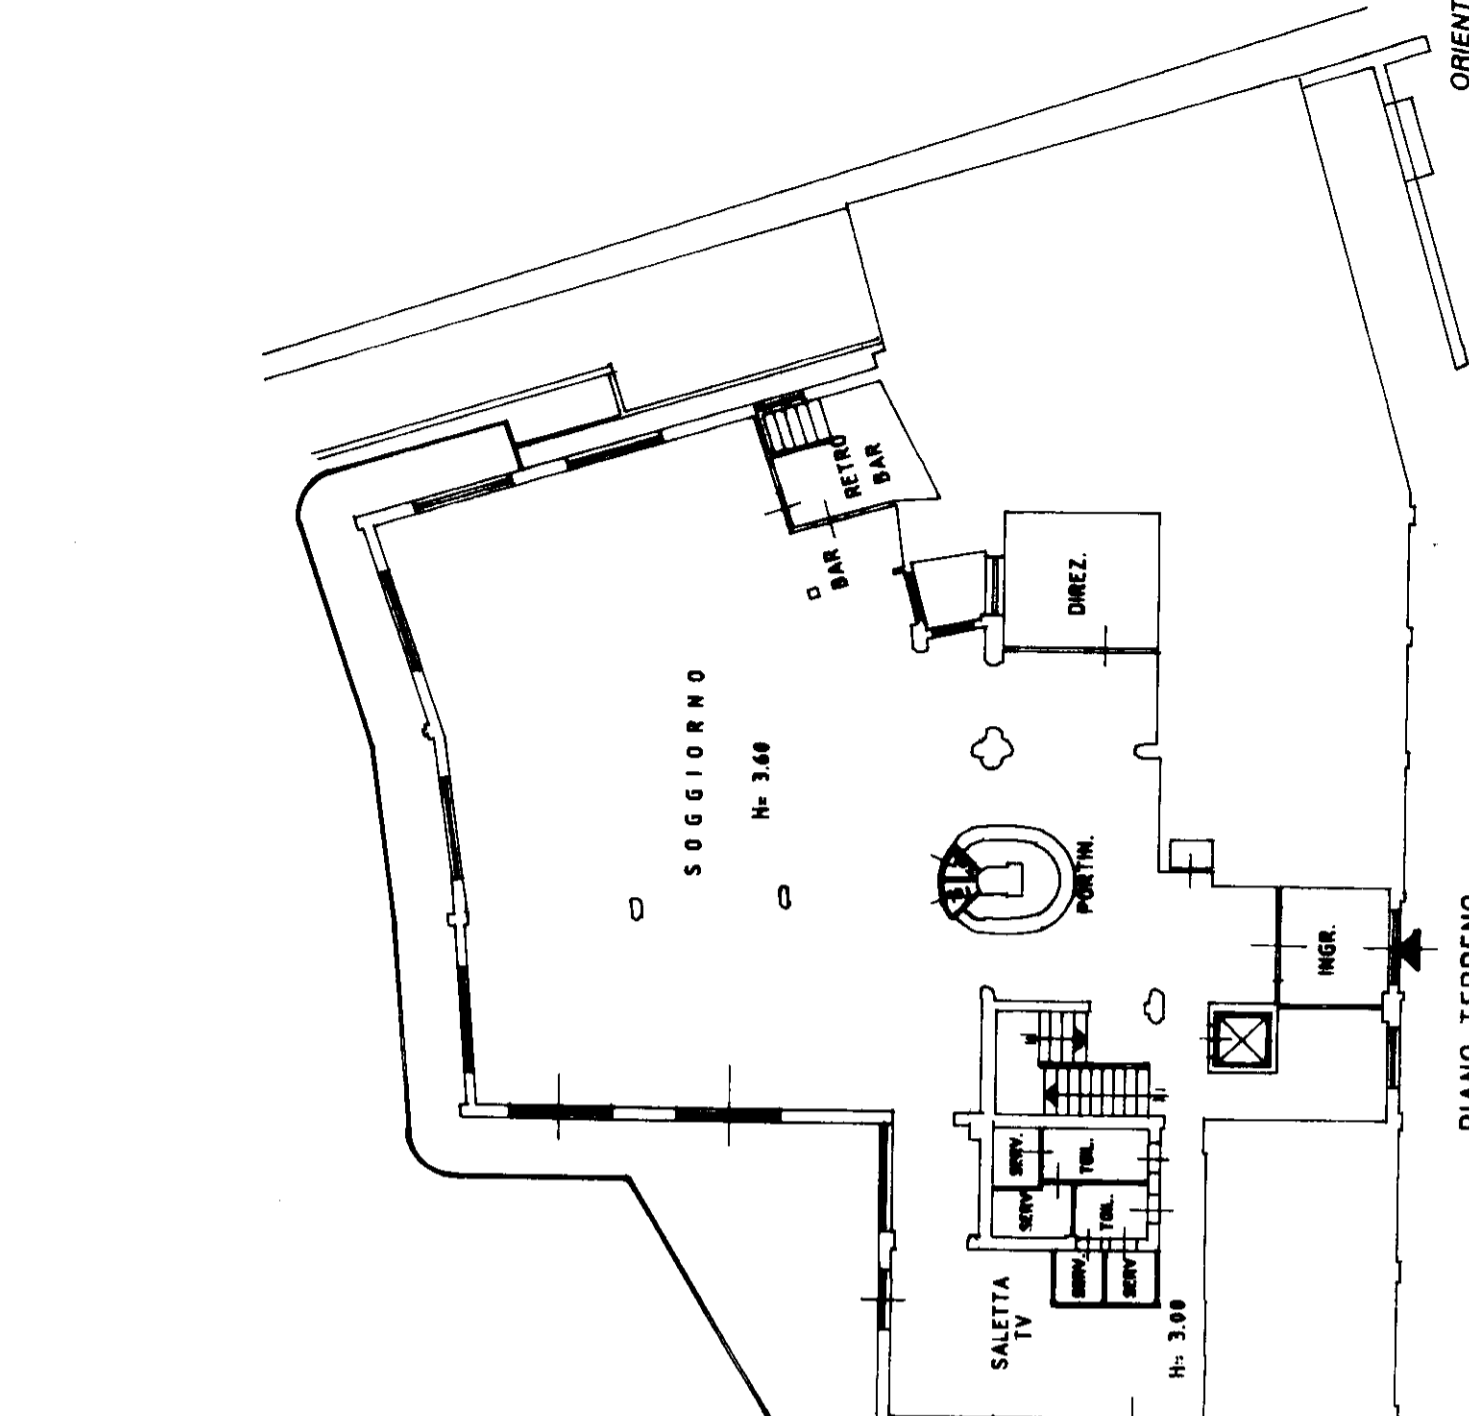 ORIENT
RETRO
BAR
BAR
DIREZ.
SOGGIORNO
H= 3.60
PORTIN.
INGR.
PIANO TERRENO
SERV.
TOIL.
SERV
TOIL.
SERV.
SERV
SALETTA
TV
H= 3.00